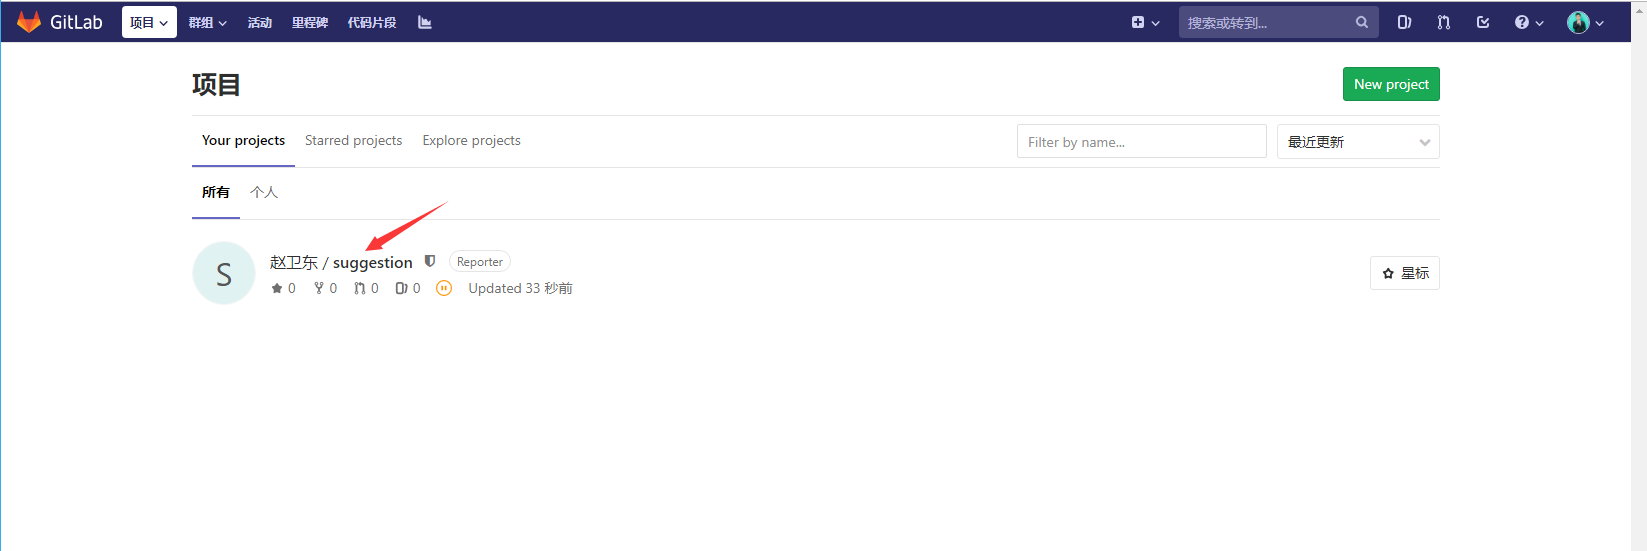 GitLab 项目 群组 活动 里程碑 代码片段 搜索或转到...
项目 New project
Your projects Starred projects Explore projects Filter by name... 最近更新
所有 个人
S 赵卫东 / suggestion Reporter
0 0 0 0 Updated 33 秒前 星标